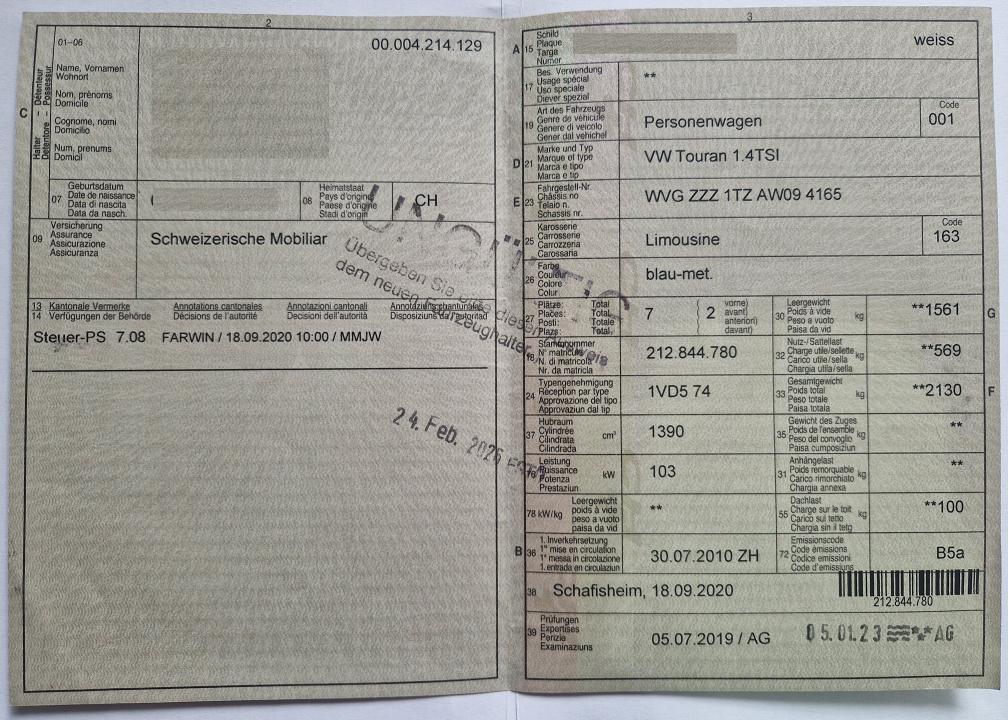 2
00.004.214.129
01-06
Détenteur
Possessur
Halter
Detentore
C
Name, Vornamen
Wohnort
Nom, prénoms
Domicile
Cognome, nomi
Domicilio
Num, prenums
Domicil
07
Geburtsdatum
Date de naissance
Data di nascita
Data da nasch.
08
Heimatstaat
Pays d'origine
Paese d'origine
Stadi d'origin
CH
09
Versicherung
Assurance
Assicurazione
Assicuranza
Schweizerische Mobiliar
13 Kantonale Vermerke Annotations cantonales Annotazioni cantonali Annotaziuns chantunalas
14 Verfügungen der Behörde Décisions de l'autorité Decisioni dell'autorità Disposiziuns da l'autoritad
Steuer-PS 7.08 FARWIN / 18.09.2020 10:00 / MMJW
UNGÜLTIG
Übergeben Sie bitte diesen Ausweis
dem neuen Fahrzeughalter
24. Feb. 2025
3
A 15
Schild
Plaque
Targa
Numer
weiss
17
Bes. Verwendung
Usage spécial
Uso speciale
Diever spezial
**
19
Art des Fahrzeugs
Genre de véhicule
Genere di veicolo
Gener dal vehichel
Personenwagen
Code
001
D 21
Marke und Typ
Marque et type
Marca e tipo
Marca e tip
VW Touran 1.4TSI
E 23
Fahrgestell-Nr.
Châssis no
Telaio n.
Schassis nr.
WVG ZZZ 1TZ AW09 4165
25
Karosserie
Carrosserie
Carrozzeria
Carossaria
Limousine
Code
163
26
Farbe
Couleur
Colore
Colur
blau-met.
27
Plätze: Total
Places: Total
Posti: Totale
Plazs: Total
7
2
vorne)
avant)
anteriori)
davant)
30
Leergewicht
Poids à vide
Peso a vuoto
Paisa da vid
kg
**1561
G
18
Stammnummer
N° matricule
N. di matricola
Nr. da matricla
212.844.780
32
Nutz-/Sattellast
Charge utile/sellette
Carico utile/sella
Chargia utila/sella
kg
**569
24
Typengenehmigung
Réception par type
Approvazione del tipo
Approvaziun dal tip
1VD5 74
33
Gesamtgewicht
Poids total
Peso totale
Paisa totala
kg
**2130
F
37
Hubraum
Cylindrée
Cilindrata
Cilindrada
cm³
1390
35
Gewicht des Zuges
Poids de l'ensemble
Peso del convoglio
Paisa cumposiziun
kg
**
76
Leistung
Puissance
Potenza
Prestaziun
kW
103
31
Anhängelast
Poids remorquable
Carico rimorchiato
Chargia annexa
kg
**
78 kW/kg
Leergewicht
poids à vide
peso a vuoto
paisa da vid
**
55
Dachlast
Charge sur le toit
Carico sul tetto
Chargia sin il tetg
kg
**100
B 36
1. Inverkehrsetzung
1re mise en circulation
1a messa in circolazione
1. entrada en circulaziun
30.07.2010 ZH
72
Emissionscode
Code émissions
Codice emissioni
Code d'emissiuns
B5a
38
Schafisheim, 18.09.2020
212.844.780
39
Prüfungen
Expertises
Perizie
Examinaziuns
05.07.2019 / AG
05.01.23
AG